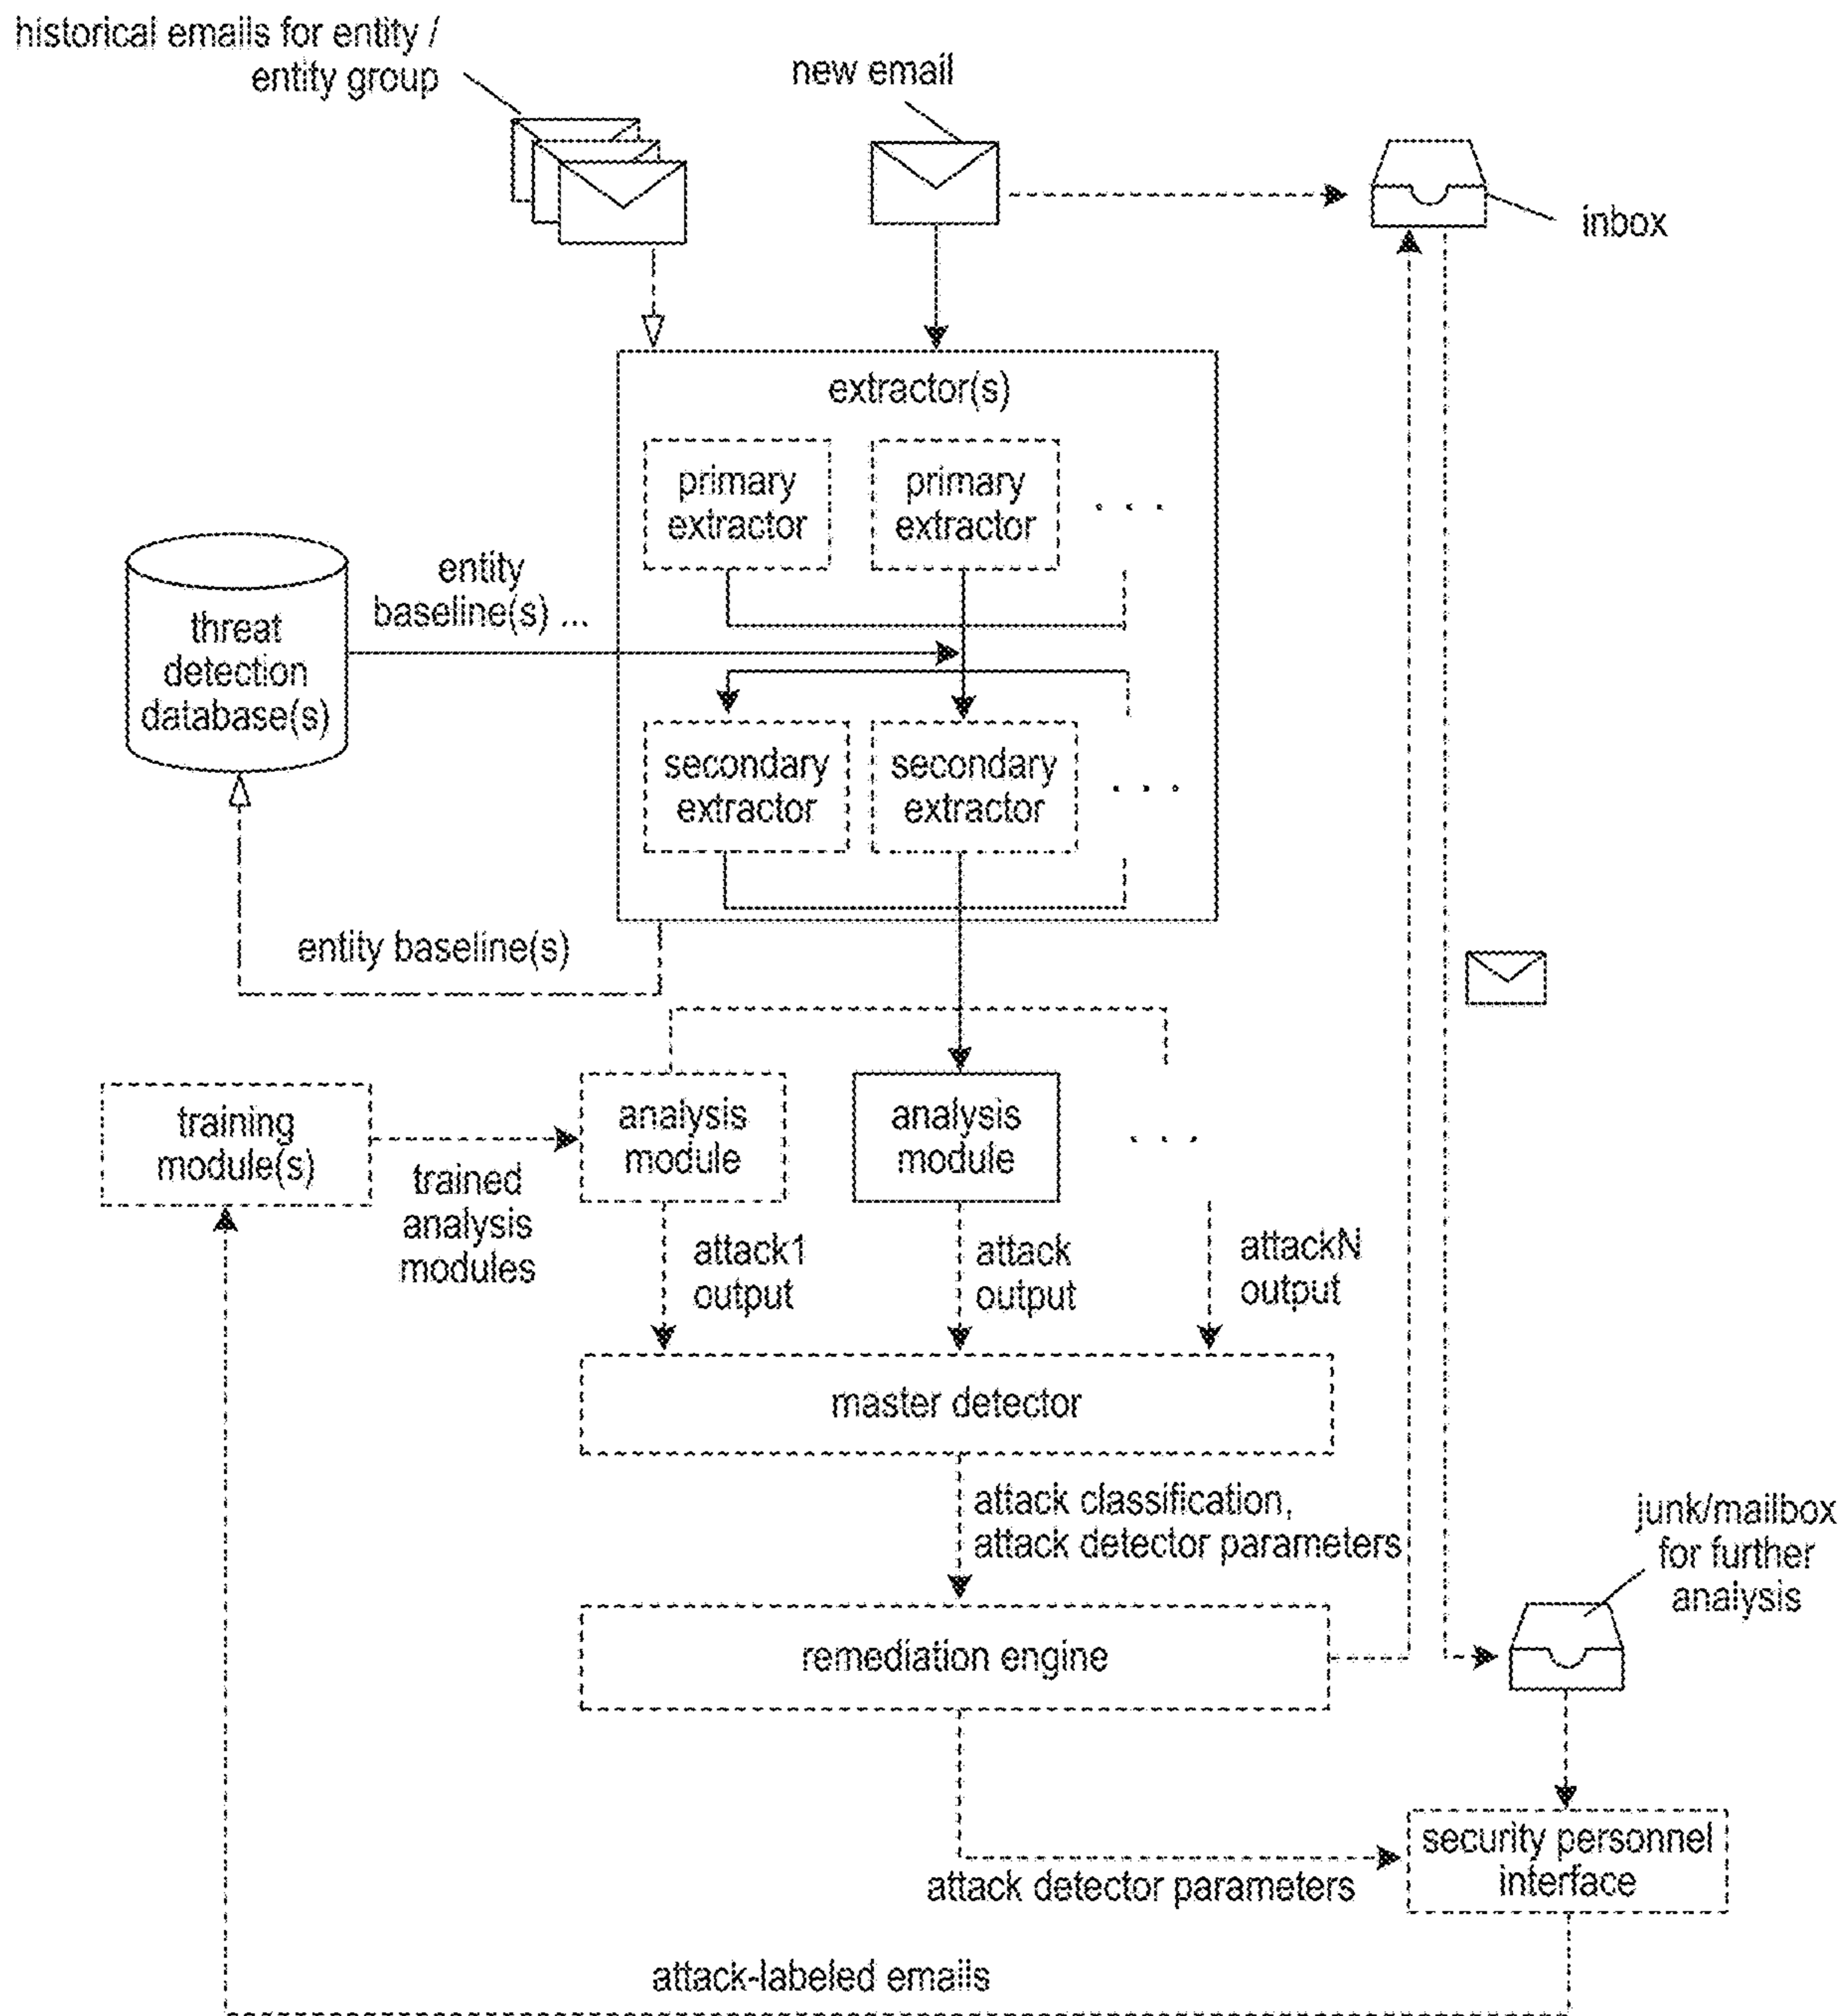 historical emails for entity /
entity group
new email
inbox
extractor(s)
primary
extractor
primary
extractor
. . .
entity
baseline(s) ...
threat
detection
database(s)
secondary
extractor
secondary
extractor
. . .
entity baseline(s)
training
module(s)
trained
analysis
modules
analysis
module
analysis
module
. . .
attack1
output
attack
output
attackN
output
master detector
attack classification,
attack detector parameters
junk/mailbox
for further
analysis
remediation engine
security personnel
interface
attack detector parameters
attack-labeled emails